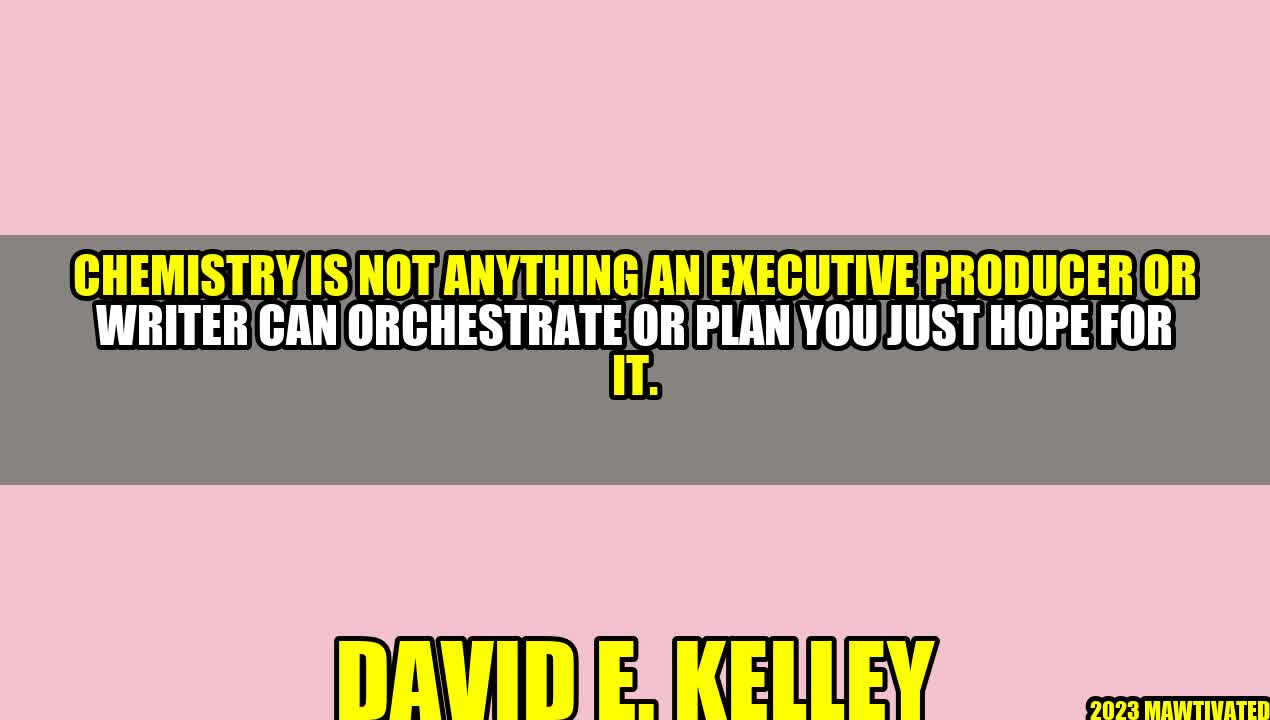 CHEMISTRY IS NOT ANYTHING AN EXECUTIVE PRODUCER OR
WRITER CAN ORCHESTRATE OR PLAN YOU JUST HOPE FOR
IT.
DAVID E. KELLEY
2023 MAWTIVATED